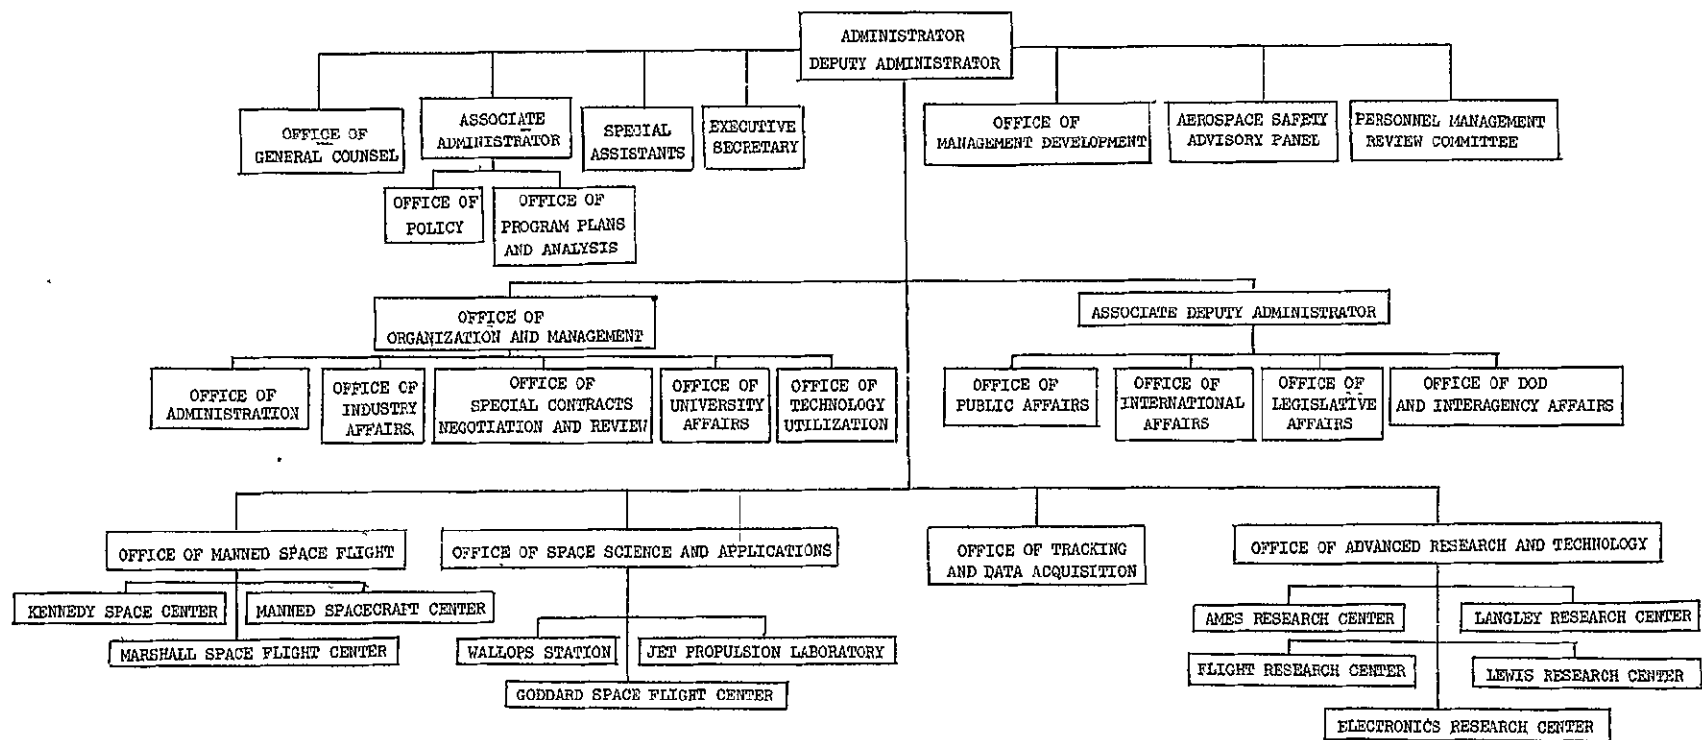 ADMINISTRATOR
DEPUTY ADMINISTRATOR
OFFICE OF
GENERAL COUNSEL
ASSOCIATE
ADMINISTRATOR
SPECIAL
ASSISTANTS
EXECUTIVE
SECRETARY
OFFICE OF
MANAGEMENT DEVELOPMENT
AEROSPACE SAFETY
ADVISORY PANEL
PERSONNEL MANAGEMENT
REVIEW COMMITTEE
OFFICE OF
POLICY
OFFICE OF
PROGRAM PLANS
AND ANALYSIS
OFFICE OF
ORGANIZATION AND MANAGEMENT
ASSOCIATE DEPUTY ADMINISTRATOR
OFFICE OF
ADMINISTRATION
OFFICE OF
INDUSTRY
AFFAIRS
OFFICE OF
SPECIAL CONTRACTS
NEGOTIATION AND REVIEW
OFFICE OF
UNIVERSITY
AFFAIRS
OFFICE OF
TECHNOLOGY
UTILIZATION
OFFICE OF
PUBLIC AFFAIRS
OFFICE OF
INTERNATIONAL
AFFAIRS
OFFICE OF
LEGISLATIVE
AFFAIRS
OFFICE OF DOD
AND INTERAGENCY AFFAIRS
OFFICE OF MANNED SPACE FLIGHT
OFFICE OF SPACE SCIENCE AND APPLICATIONS
OFFICE OF TRACKING
AND DATA ACQUISITION
OFFICE OF ADVANCED RESEARCH AND TECHNOLOGY
KENNEDY SPACE CENTER
MANNED SPACECRAFT CENTER
MARSHALL SPACE FLIGHT CENTER
WALLOPS STATION
JET PROPULSION LABORATORY
GODDARD SPACE FLIGHT CENTER
AMES RESEARCH CENTER
LANGLEY RESEARCH CENTER
FLIGHT RESEARCH CENTER
LEWIS RESEARCH CENTER
ELECTRONICS RESEARCH CENTER